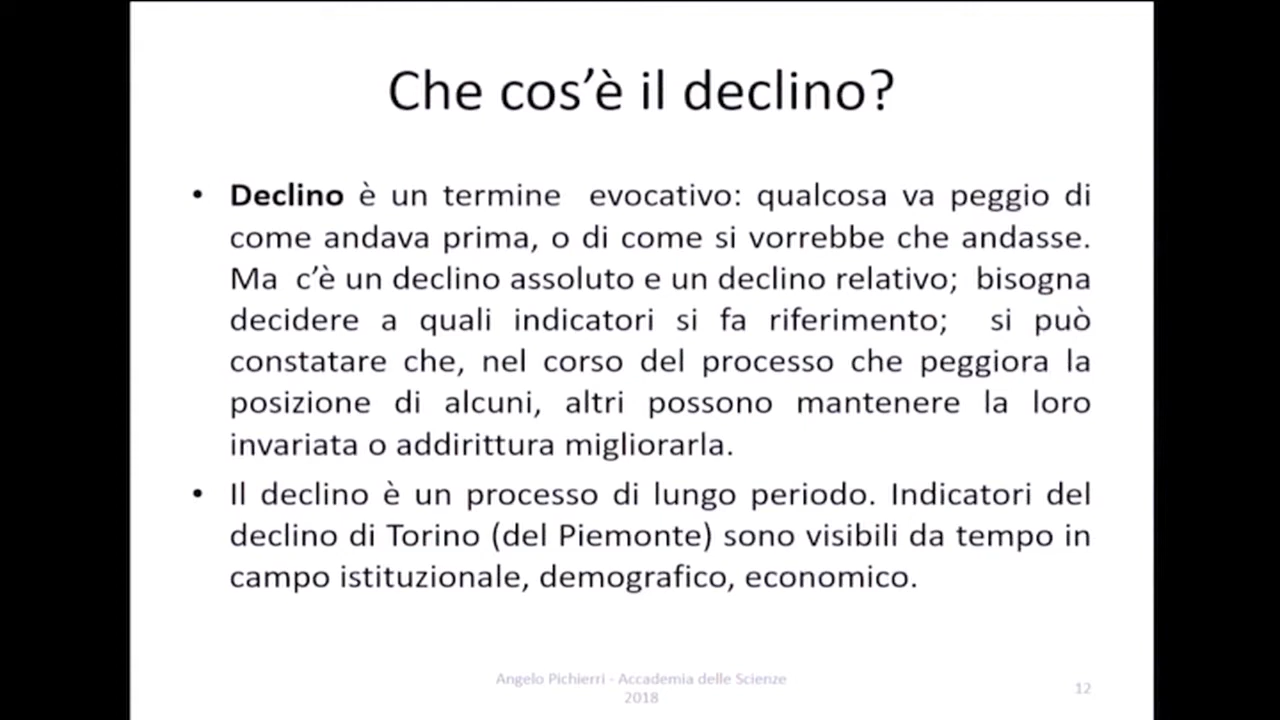 Che cos’è il declino?
• Declino è un termine evocativo: qualcosa va peggio di
come andava prima, o di come si vorrebbe che andasse.
Ma c’è un declino assoluto e un declino relativo; bisogna
decidere a quali indicatori si fa riferimento; si può
constatare che, nel corso del processo che peggiora la
posizione di alcuni, altri possono mantenere la loro
invariata o addirittura migliorarla.
• Il declino è un processo di lungo periodo. Indicatori del
declino di Torino (del Piemonte) sono visibili da tempo in
campo istituzionale, demografico, economico.
Angelo Pichierri - Accademia delle Scienze
2018
12